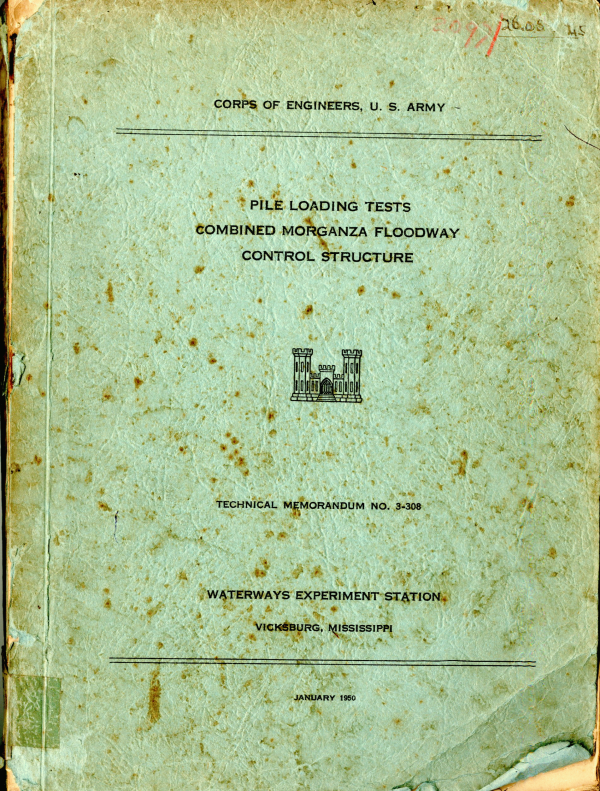 CORPS OF ENGINEERS, U. S. ARMY
PILE LOADING TESTS
COMBINED MORGANZA FLOODWAY
CONTROL STRUCTURE
TECHNICAL MEMORANDUM NO. 3-308
WATERWAYS EXPERIMENT STATION
VICKSBURG, MISSISSIPPI
JANUARY 1950